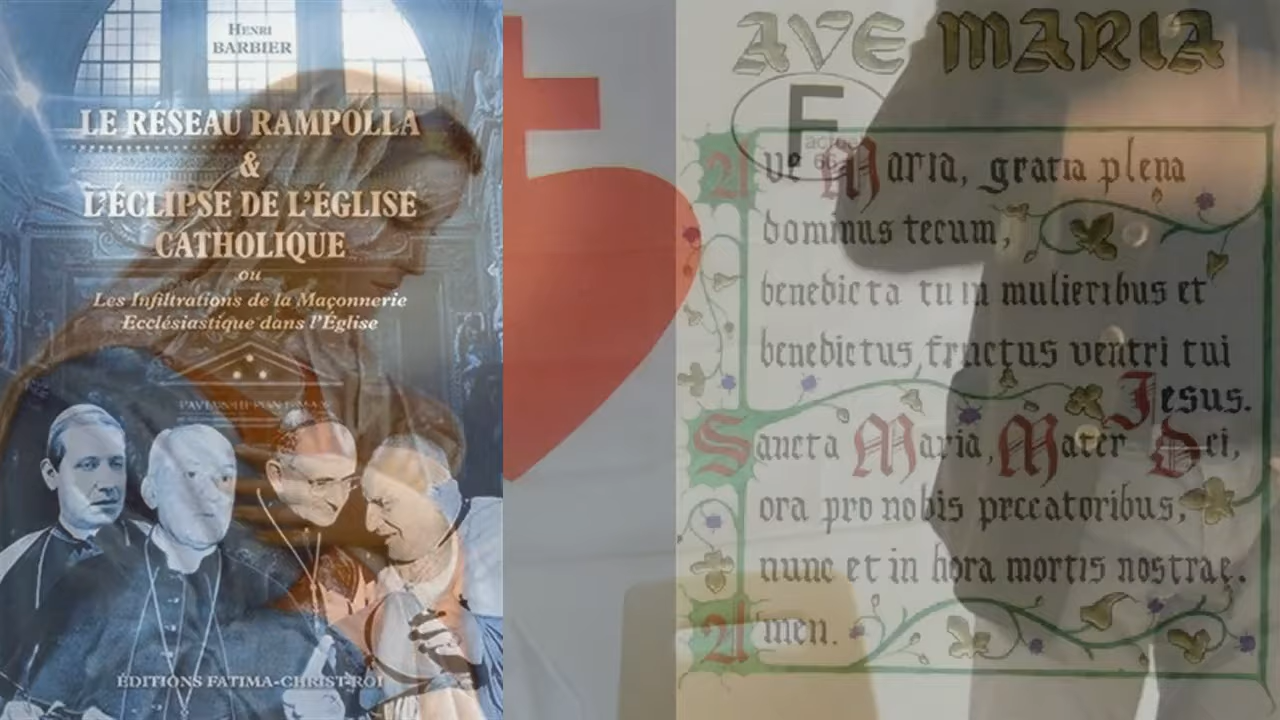 HENRI
BARBIER
LE RÉSEAU RAMPOLLA
&
L'ÉCLIPSE DE L'ÉGLISE
CATHOLIQUE
ou
Les Infiltrations de la Maçonnerie
Ecclésiastique dans l'Église
ÉDITIONS FATIMA-CHRIST-ROI
AVE MARIA
F
66
Ave Maria, gratia plena
dominus tecum,
benedicta tu in mulieribus et
benedictus fructus ventri tui
Jesus.
Sancta Maria, Mater Dei,
ora pro nobis peccatoribus,
nunc et in hora mortis nostrae.
Amen.